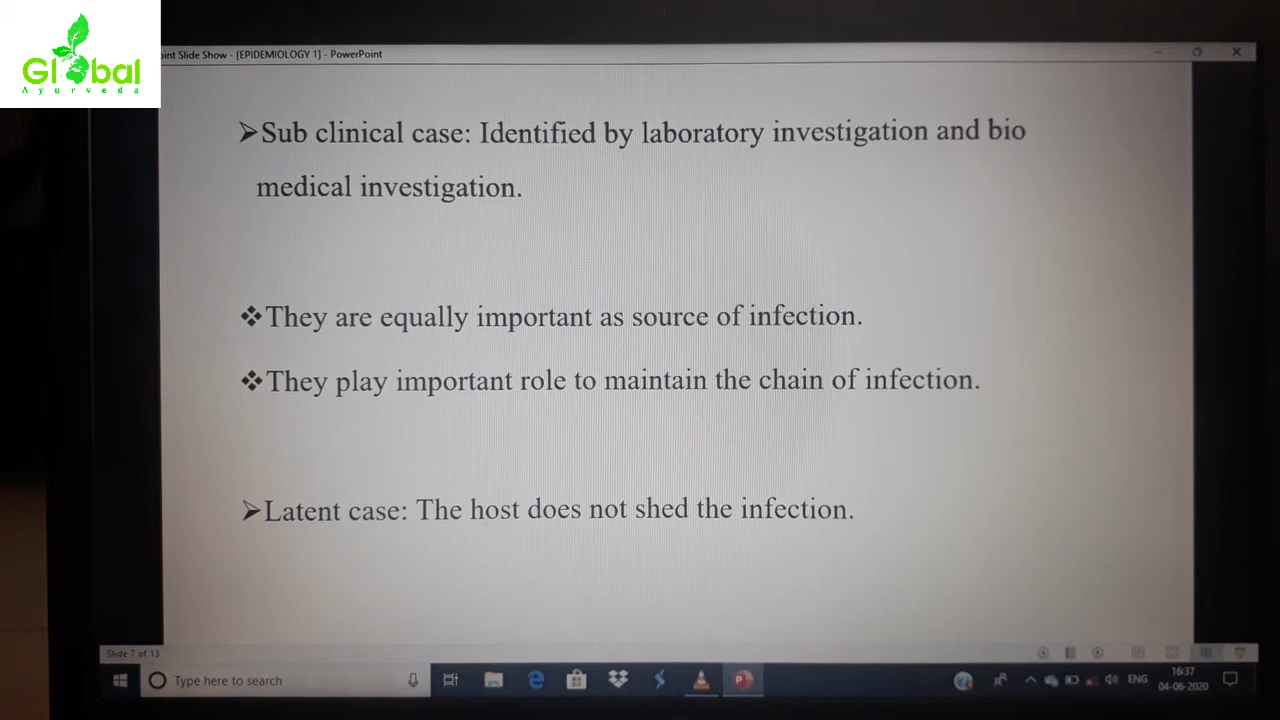 Global
Ayurveda
int Slide Show - [EPIDEMIOLOGY 1] - PowerPoint
➢Sub clinical case: Identified by laboratory investigation and bio
medical investigation.
❖They are equally important as source of infection.
❖They play important role to maintain the chain of infection.
➢Latent case: The host does not shed the infection.
Slide 7 of 13
Type here to search
ENG
16:37
04-06-2020